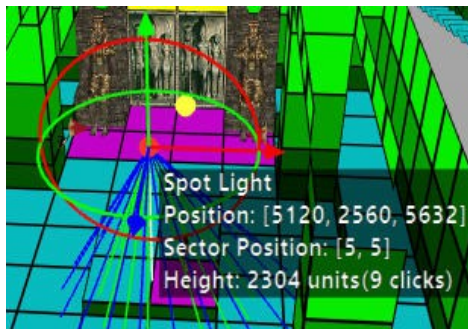 Spot Light
Position: [5120, 2560, 5632]
Sector Position: [5, 5]
Height: 2304 units(9 clicks)